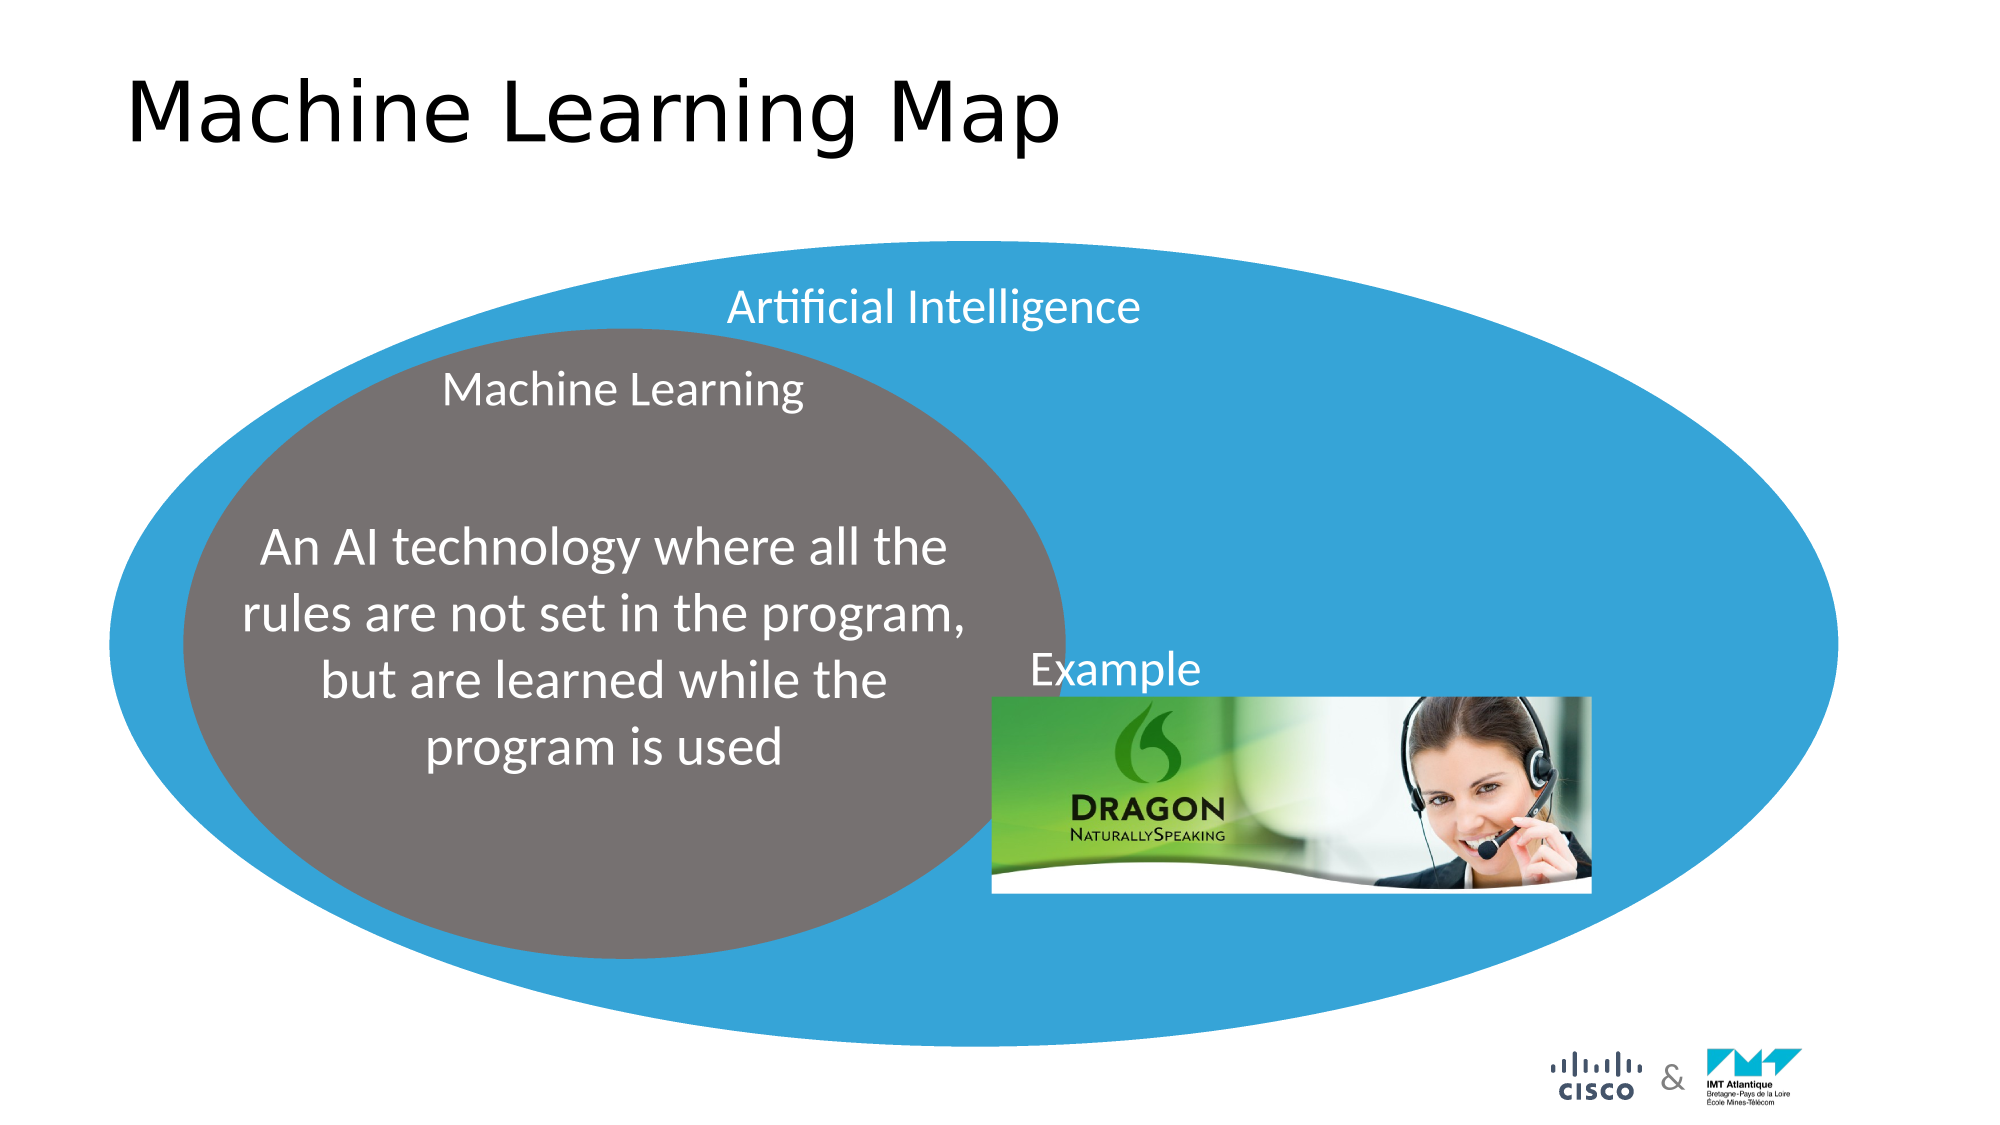 Machine Learning Map
Artificial Intelligence
Machine Learning
An AI technology where all the
rules are not set in the program,
but are learned while the
program is used
Example
DRAGON
NATURALLYSPEAKING
CISCO
&
IMT Atlantique
Bretagne-Pays de la Loire
École Mines-Télécom